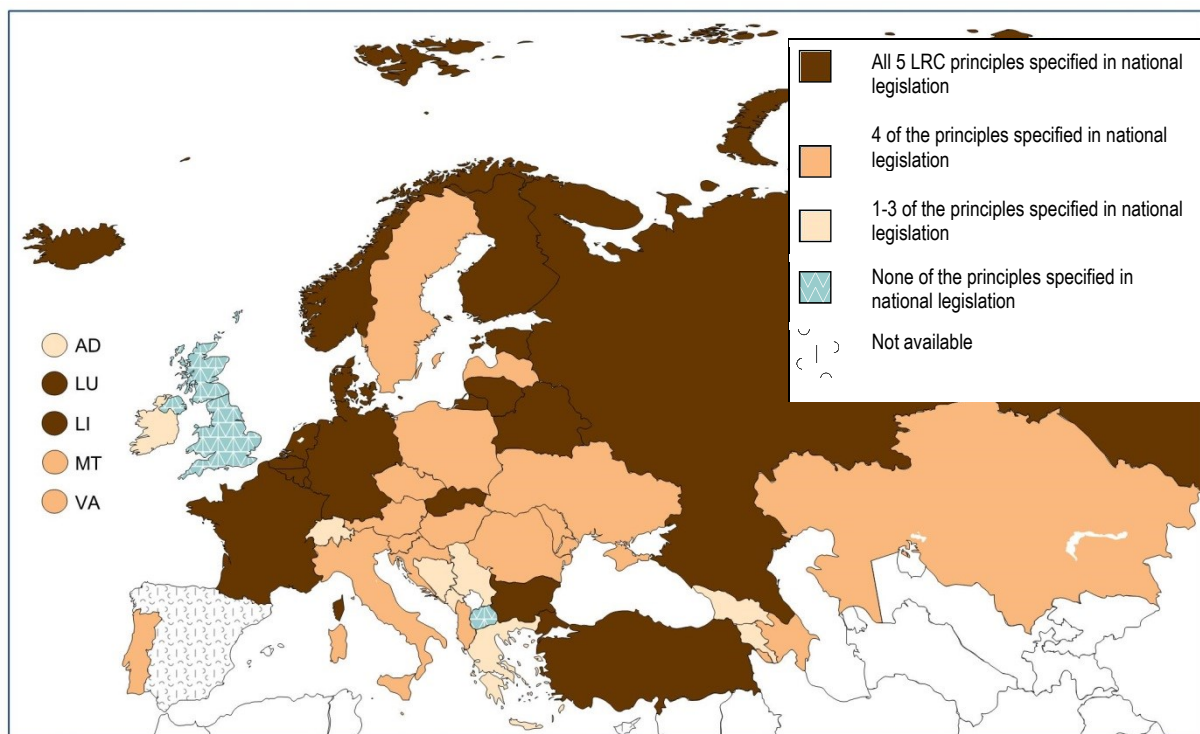 All 5 LRC principles specified in national
legislation
4 of the principles specified in national
legislation
1-3 of the principles specified in national
legislation
None of the principles specified in
national legislation
Not available
AD
LU
LI
MT
VA